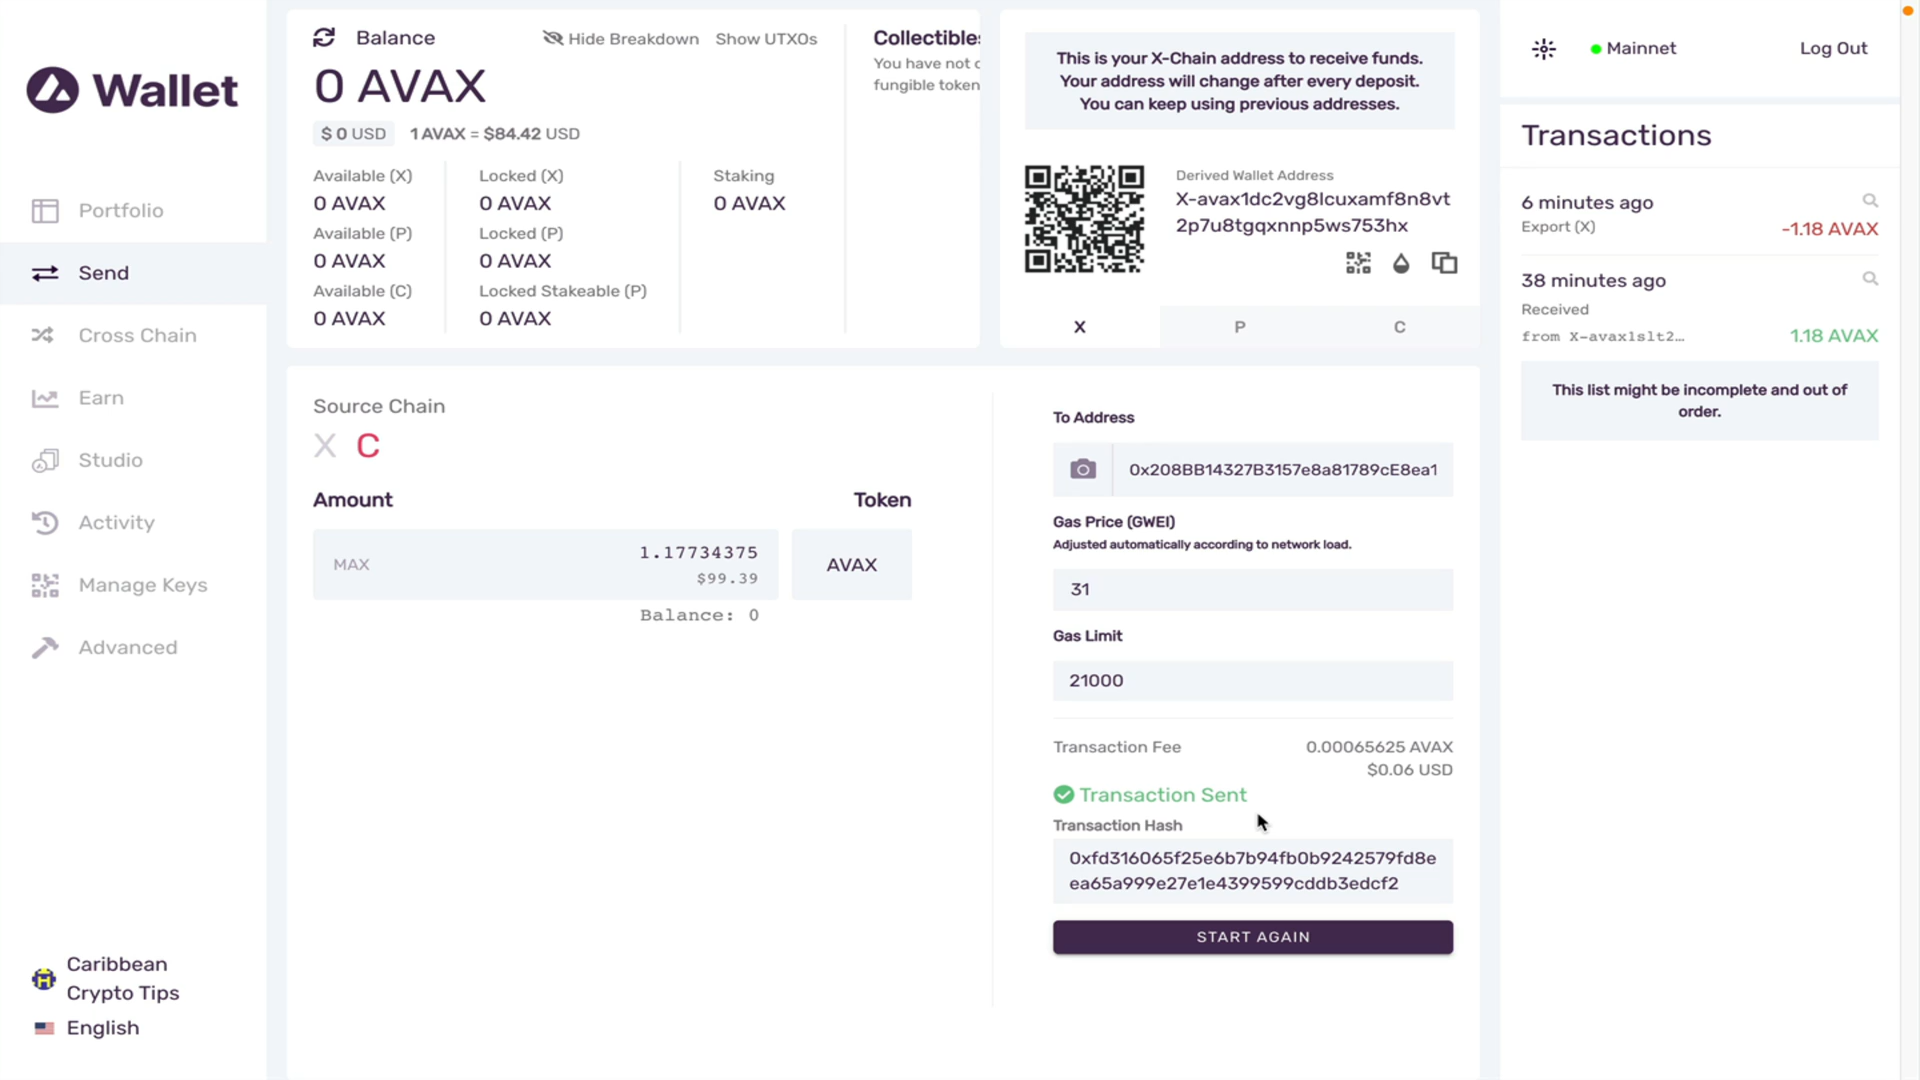 Wallet
Portfolio
Send
Cross Chain
Earn
Studio
Activity
Manage Keys
Advanced
Caribbean
Crypto Tips
English
Balance
Hide Breakdown
Show UTXOs
0 AVAX
$ 0 USD
1 AVAX = $84.42 USD
Available (X)
0 AVAX
Available (P)
0 AVAX
Available (C)
0 AVAX
Locked (X)
0 AVAX
Locked (P)
0 AVAX
Locked Stakeable (P)
0 AVAX
Staking
0 AVAX
Collectibles
You have not
fungible token
This is your X-Chain address to receive funds.
Your address will change after every deposit.
You can keep using previous addresses.
Derived Wallet Address
X-avax1dc2vg8lcuxamf8n8vt
2p7u8tgqxnnp5ws753hx
X
P
C
Source Chain
X C
Amount
Token
MAX
1.17734375
$99.39
AVAX
Balance: 0
To Address
0x208BB14327B3157e8a81789cE8ea1
Gas Price (GWEI)
Adjusted automatically according to network load.
31
Gas Limit
21000
Transaction Fee
0.00065625 AVAX
$0.06 USD
Transaction Sent
Transaction Hash
0xfd316065f25e6b7b94fb0b9242579fd8e
ea65a999e27e1e4399599cddb3edcf2
START AGAIN
Mainnet
Log Out
Transactions
6 minutes ago
Export (X)
-1.18 AVAX
38 minutes ago
Received
from X-avax1slt2…
1.18 AVAX
This list might be incomplete and out of
order.